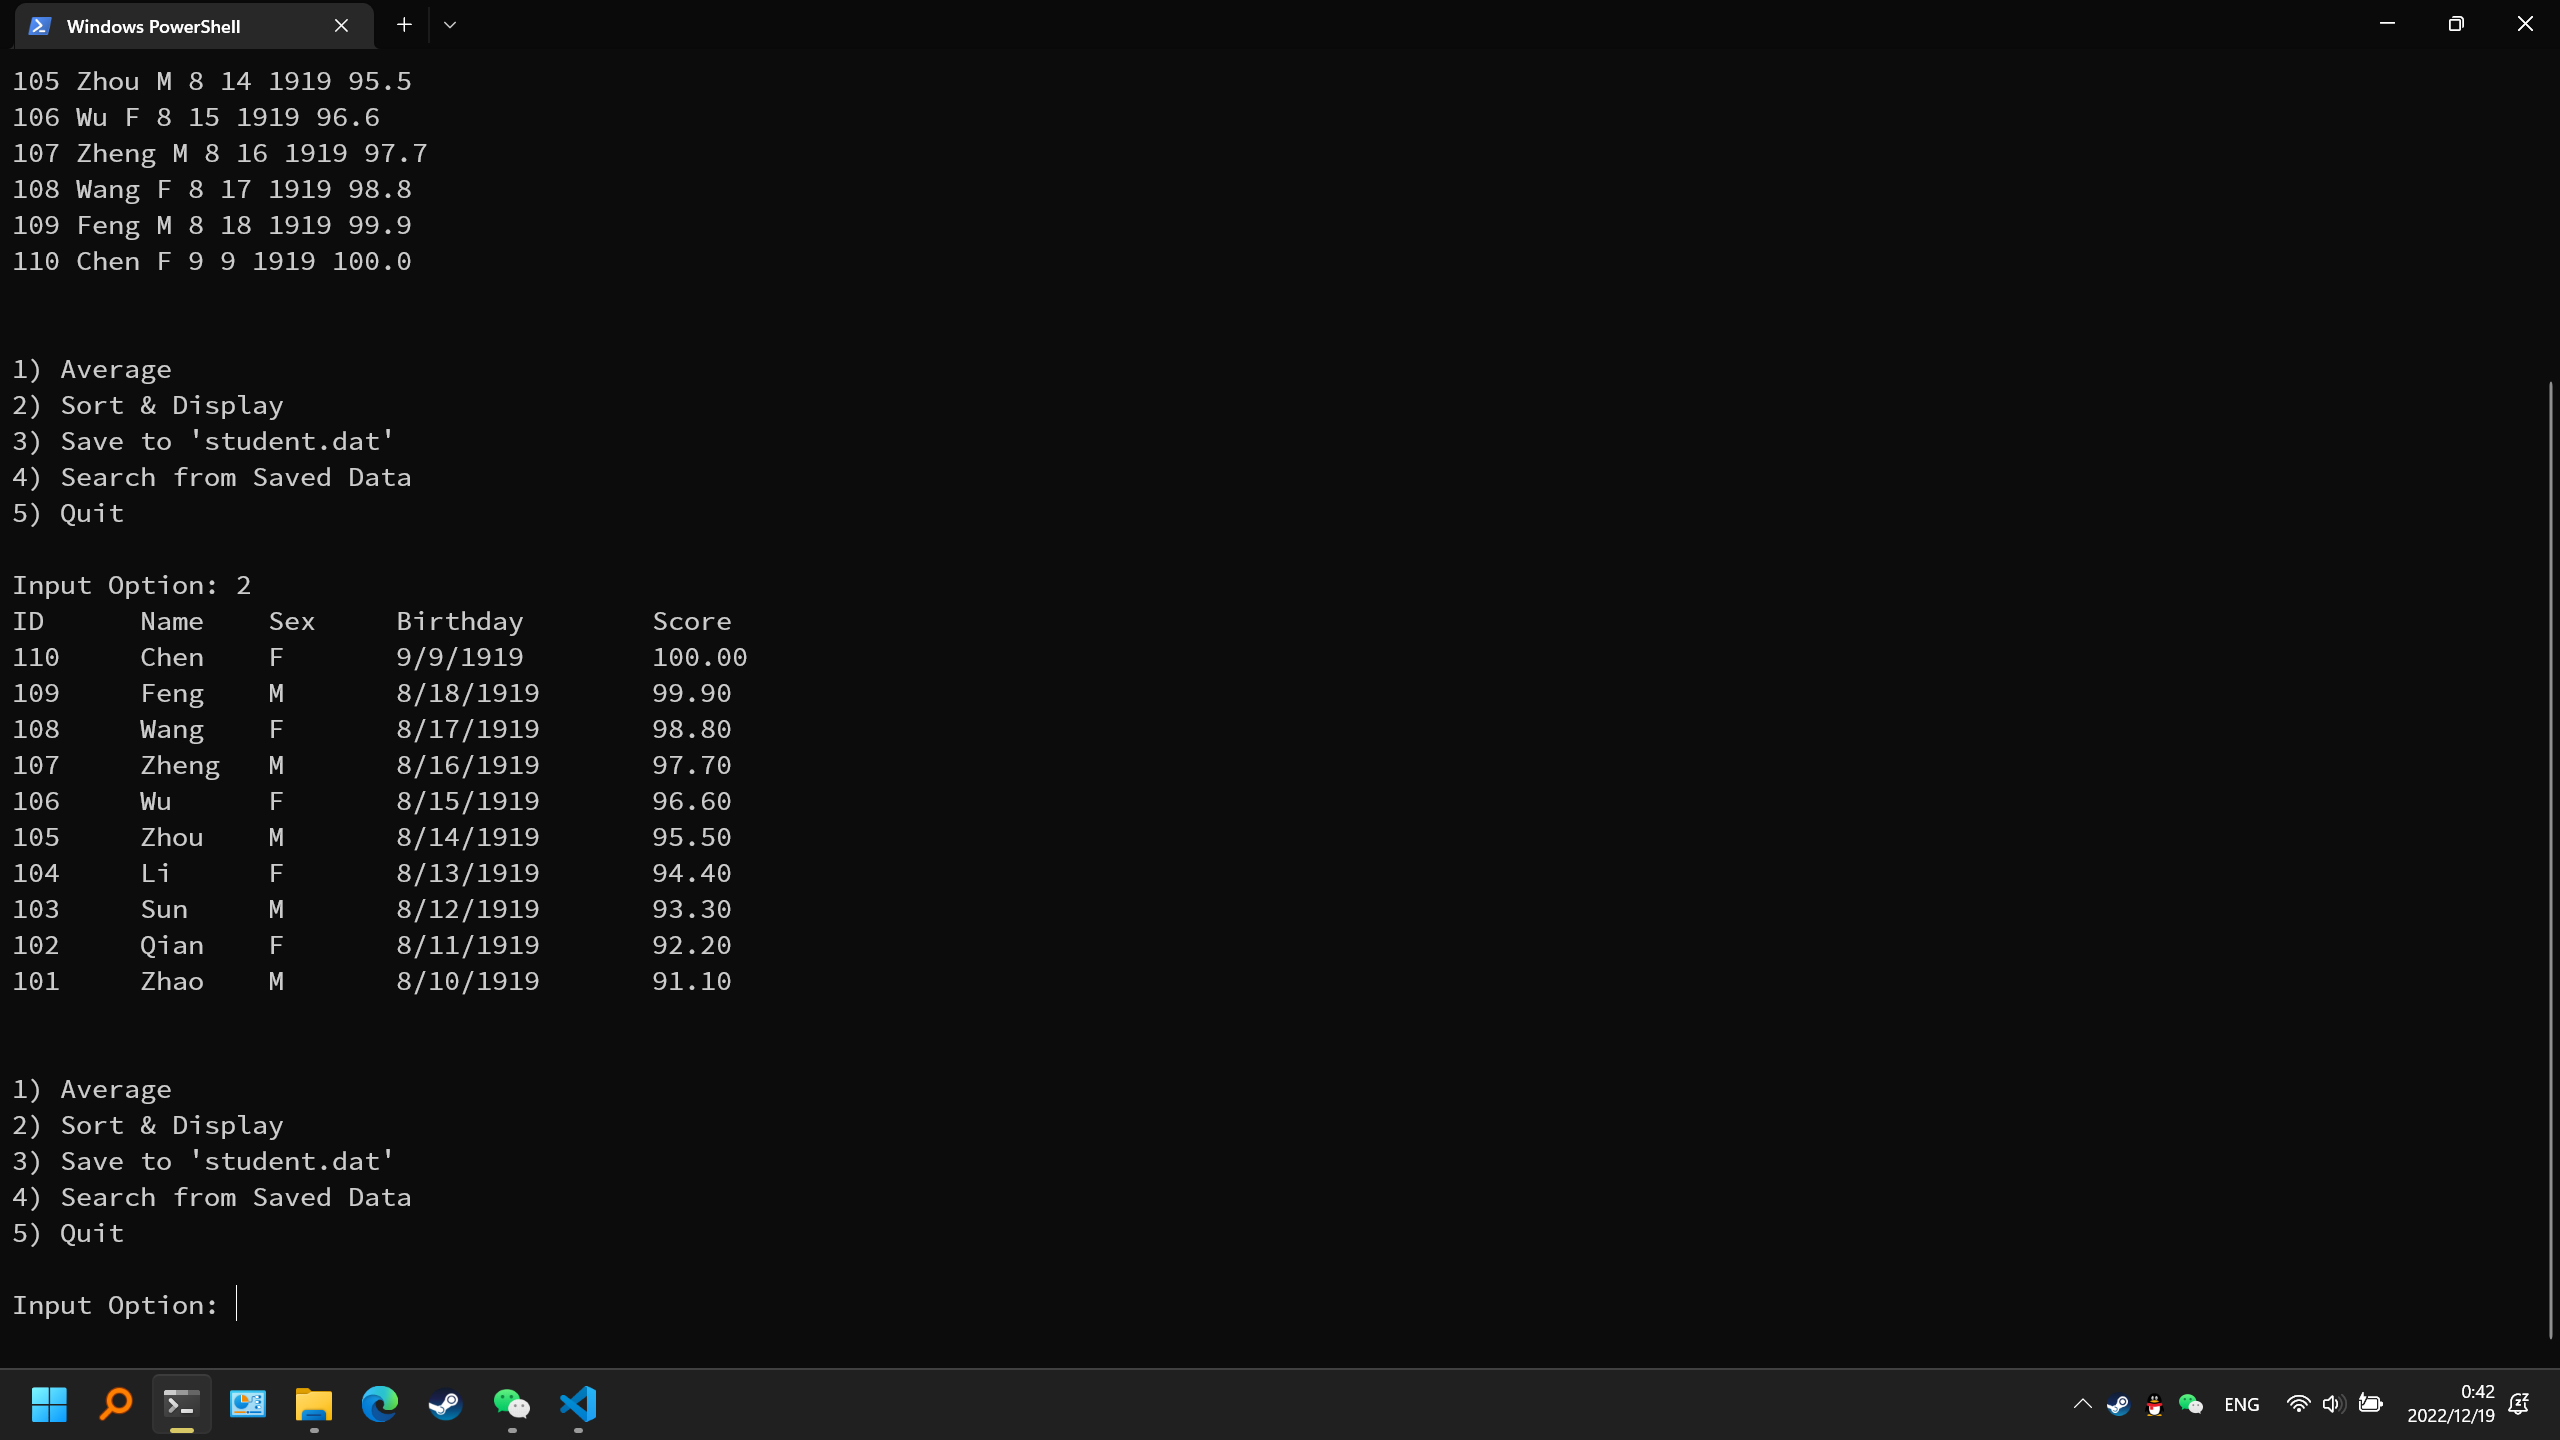 Windows PowerShell
105 Zhou M 8 14 1919 95.5
106 Wu F 8 15 1919 96.6
107 Zheng M 8 16 1919 97.7
108 Wang F 8 17 1919 98.8
109 Feng M 8 18 1919 99.9
110 Chen F 9 9 1919 100.0
1) Average
2) Sort & Display
3) Save to 'student.dat'
4) Search from Saved Data
5) Quit
Input Option: 2
ID Name Sex Birthday Score
110 Chen F 9/9/1919 100.00
109 Feng M 8/18/1919 99.90
108 Wang F 8/17/1919 98.80
107 Zheng M 8/16/1919 97.70
106 Wu F 8/15/1919 96.60
105 Zhou M 8/14/1919 95.50
104 Li F 8/13/1919 94.40
103 Sun M 8/12/1919 93.30
102 Qian F 8/11/1919 92.20
101 Zhao M 8/10/1919 91.10
1) Average
2) Sort & Display
3) Save to 'student.dat'
4) Search from Saved Data
5) Quit
Input Option:
ENG
0:42
2022/12/19